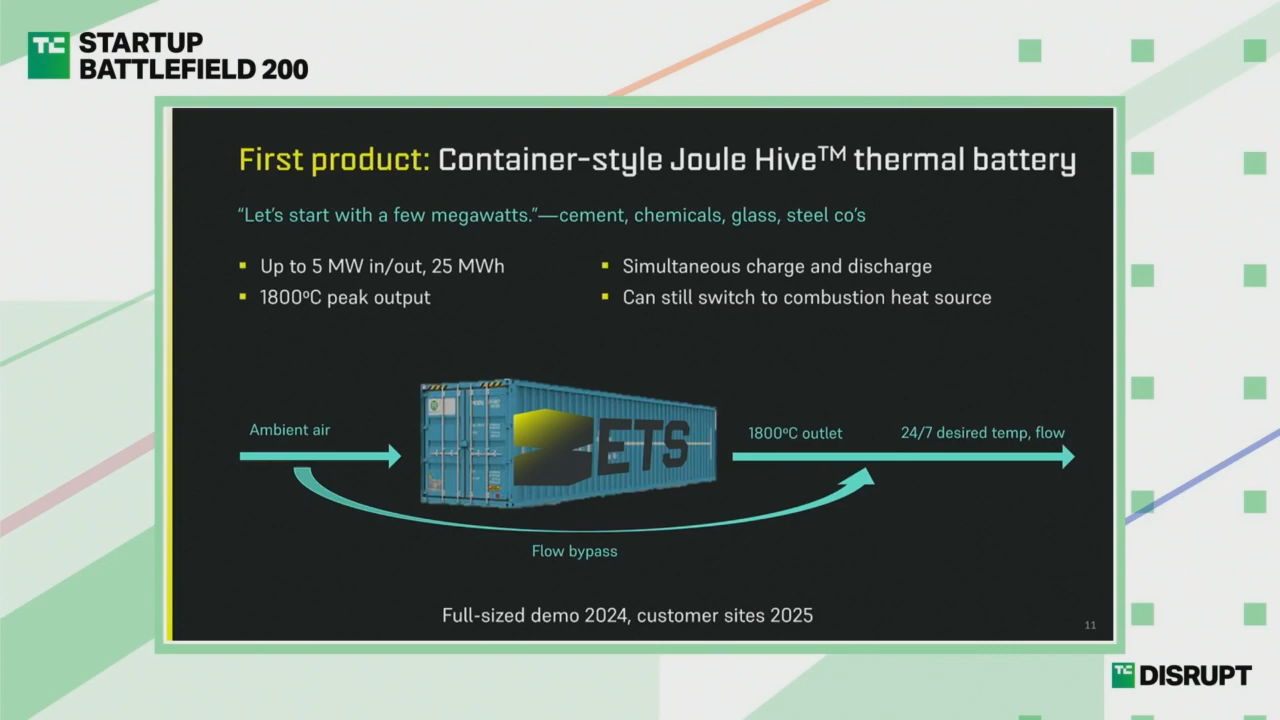 TC
STARTUP
BATTLEFIELD 200
First product: Container-style Joule Hive™ thermal battery
“Let’s start with a few megawatts.”—cement, chemicals, glass, steel co’s
▪ Up to 5 MW in/out, 25 MWh
▪ 1800ºC peak output
▪ Simultaneous charge and discharge
▪ Can still switch to combustion heat source
Ambient air
ETS
1800ºC outlet
24/7 desired temp, flow
Flow bypass
Full-sized demo 2024, customer sites 2025
11
TC DISRUPT